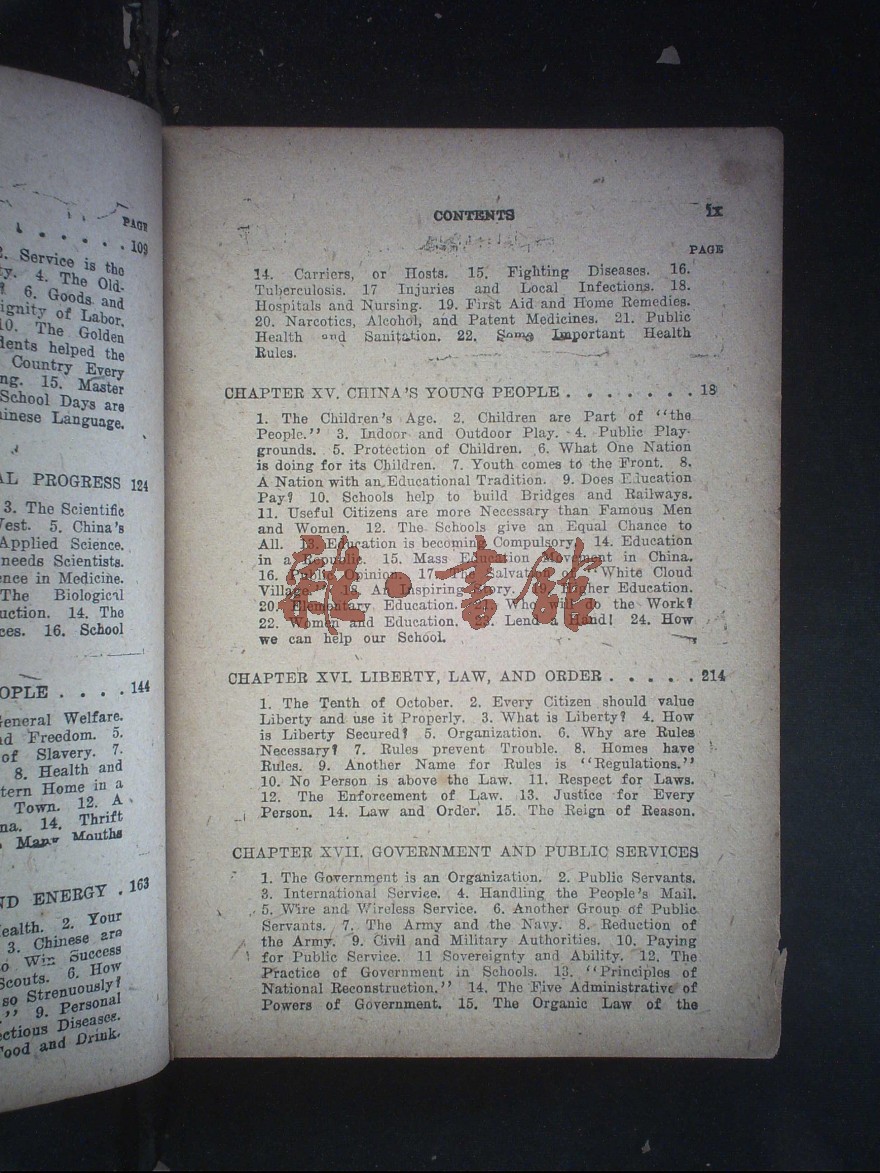 PAGE
. . . . . . 109
2. Service is the
ty. 4. The Old-
? 6. Goods and
ignity of Labor.
10. The Golden
dents helped the
Country Every
ng. 15. Master
School Days are
hinese Language.
AL PROGRESS 124
3. The Scientific
West. 5. China's
Applied Science.
needs Scientists.
ence in Medicine.
The Biological
uction. 14. The
ces. 16. School
OPLE . . . . 144
General Welfare.
nd Freedom. 5.
of Slavery. 7.
8. Health and
tern Home in a
Town. 12. A
na. 14. Thrift
Many Mouths
ND ENERGY . 163
Health. 2. Your
3. Chinese are
to Win Success
Scouts. 6. How
so Strenuously?
." 9. Personal
ectious Diseases.
Food and Drink.
CONTENTS ix
PAGE
14. Carriers, or Hosts. 15. Fighting Diseases. 16.
Tuberculosis. 17 Injuries and Local Infections. 18.
Hospitals and Nursing. 19. First Aid and Home Remedies.
20. Narcotics, Alcohol, and Patent Medicines. 21. Public
Health and Sanitation. 22. Some Important Health
Rules.
CHAPTER XV. CHINA'S YOUNG PEOPLE . . . . . . . 18
1. The Children's Age. 2. Children are Part of "the
People." 3. Indoor and Outdoor Play. 4. Public Play-
grounds. 5. Protection of Children. 6. What One Nation
is doing for its Children. 7. Youth comes to the Front. 8.
A Nation with an Educational Tradition. 9. Does Education
Pay? 10. Schools help to build Bridges and Railways.
11. Useful Citizens are more Necessary than Famous Men
and Women. 12. The Schools give an Equal Chance to
All. 13. Education is becoming Compulsory. 14. Education
in a Republic. 15. Mass Education Movement in China.
16. Public Opinion. 17. The Salvation of "White Cloud
Village." 18. An Inspiring Story. 19. Higher Education.
20. Elementary Education. 21. Who will do the Work?
22. Women and Education. 23. Lend a Hand! 24. How
we can help our School.
雜·書館
CHAPTER XVI. LIBERTY, LAW, AND ORDER . . . . . 214
1. The Tenth of October. 2. Every Citizen should value
Liberty and use it Properly. 3. What is Liberty? 4. How
is Liberty Secured? 5. Organization. 6. Why are Rules
Necessary? 7. Rules prevent Trouble. 8. Homes have
Rules. 9. Another Name for Rules is "Regulations."
10. No Person is above the Law. 11. Respect for Laws.
12. The Enforcement of Law. 13. Justice for Every
Person. 14. Law and Order. 15. The Reign of Reason.
CHAPTER XVII. GOVERNMENT AND PUBLIC SERVICES
1. The Government is an Organization. 2. Public Servants.
3. International Service. 4. Handling the People's Mail.
5. Wire and Wireless Service. 6. Another Group of Public
Servants. 7. The Army and the Navy. 8. Reduction of
the Army. 9. Civil and Military Authorities. 10. Paying
for Public Service. 11 Sovereignty and Ability. 12. The
Practice of Government in Schools. 13. "Principles of
National Reconstruction." 14. The Five Administrative of
Powers of Government. 15. The Organic Law of the